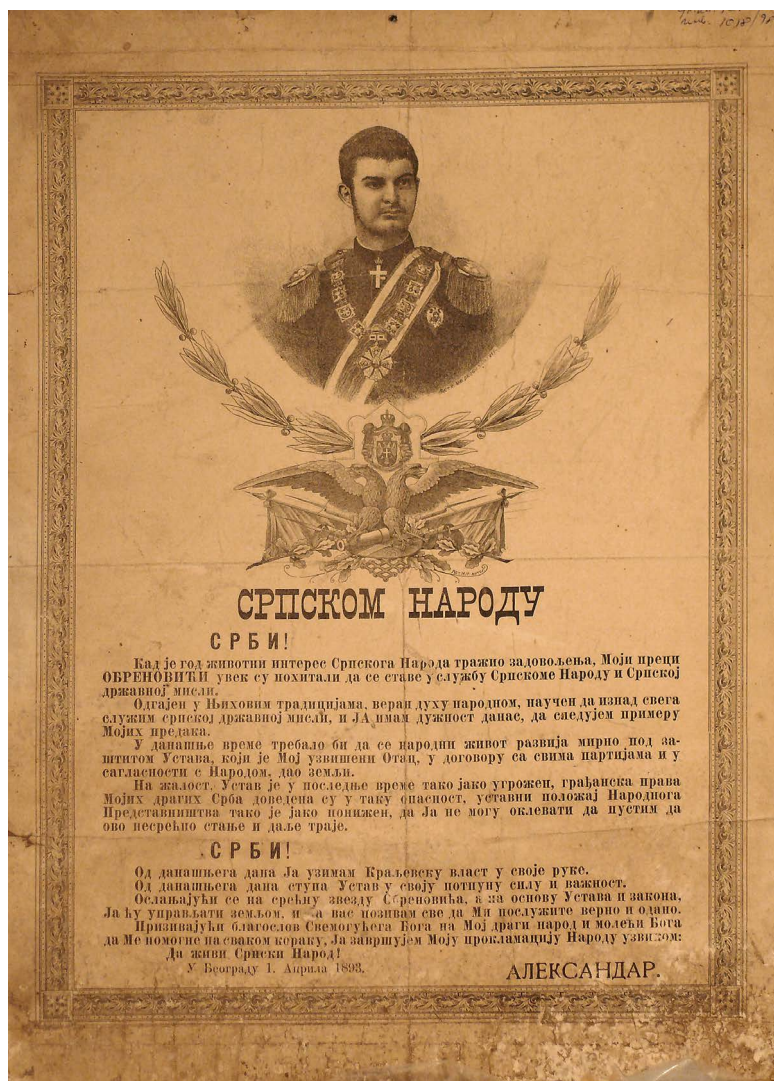 СРПСКОМ НАРОДУ
СРБИ!
Кад је год животни интерес Српскога Народа тражио задовољења, Моји преци
ОБРЕНОВИЋИ увек су похитали да се ставе у службу Српскоме Народу и Српској
државној мисли.
Одгајен у Њиховим традицијама, веран духу народном, научен да изнад свега
служим српској државној мисли, и ЈА имам дужност данас, да следујем примеру
Мојих предака.
У данашње време требало би да се народни живот развија мирно под за-
штитом Устава, који је Мој узвишени Отац, у договору са свима партијама и у
сагласности с Народом, дао земљи.
На жалост, Устав је у последње време тако јако угрожен, грађанска права
Мојих драгих Срба доведена су у таку опасност, уставни положај Народнога
Представништва тако је јако понижен, да Ја не могу оклевати да пустим да
ово несрећно стање и даље траје.
СРБИ!
Од данашњега дана Ја узимам Краљевску власт у своје руке.
Од данашњега дана ступа Устав у своју потпуну силу и важност.
Ослањајући се на срећну звезду Обреновића, а на основу Устава и закона,
Ја ћу управљати земљом, и Ја вас позивам све да Ми послужите верно и одано.
Призивајући благослов Свемогућега Бога на Мој драги народ и молећи Бога
да Ме помогне на сваком кораку, Ја завршујем Моју прокламацију Народу узвиком:
Да живи Српски Народ!
У Београду 1. Априла 1893.
АЛЕКСАНДАР.